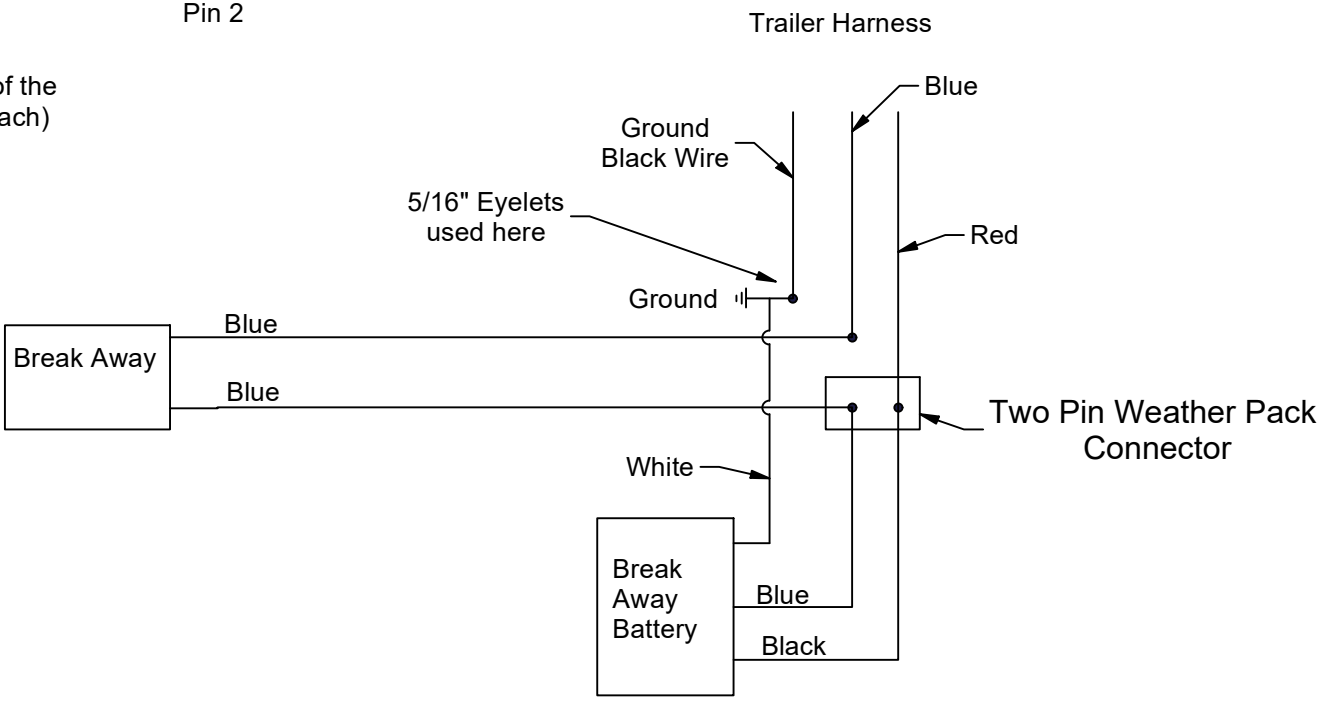 Pin 2
Trailer Harness
of the
ach)
Blue
Ground
Black Wire
5/16" Eyelets
used here
Red
Ground
Blue
Break Away
Blue
Two Pin Weather Pack
Connector
White
Break
Away
Battery
Blue
Black